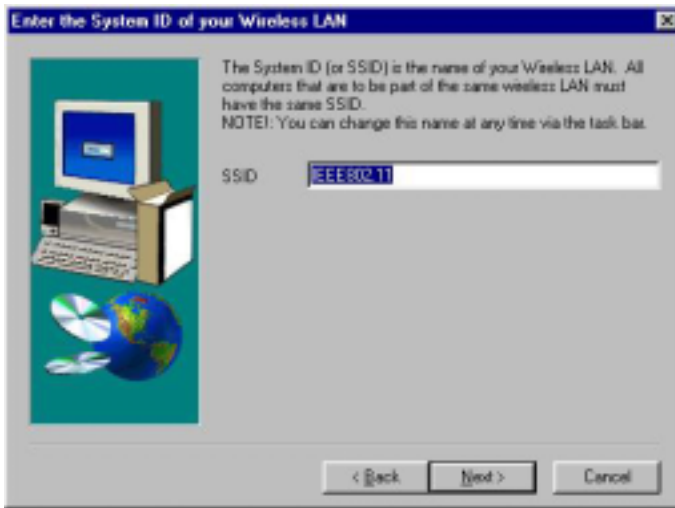 Enter the System ID of your Wireless LAN
The System ID (or SSID) is the name of your Wireless LAN. All
computers that are to be part of the same wireless LAN must
have the same SSID.
NOTE!: You can change this name at any time via the task bar.
SSID
IEEE802.11
< Back
Next >
Cancel